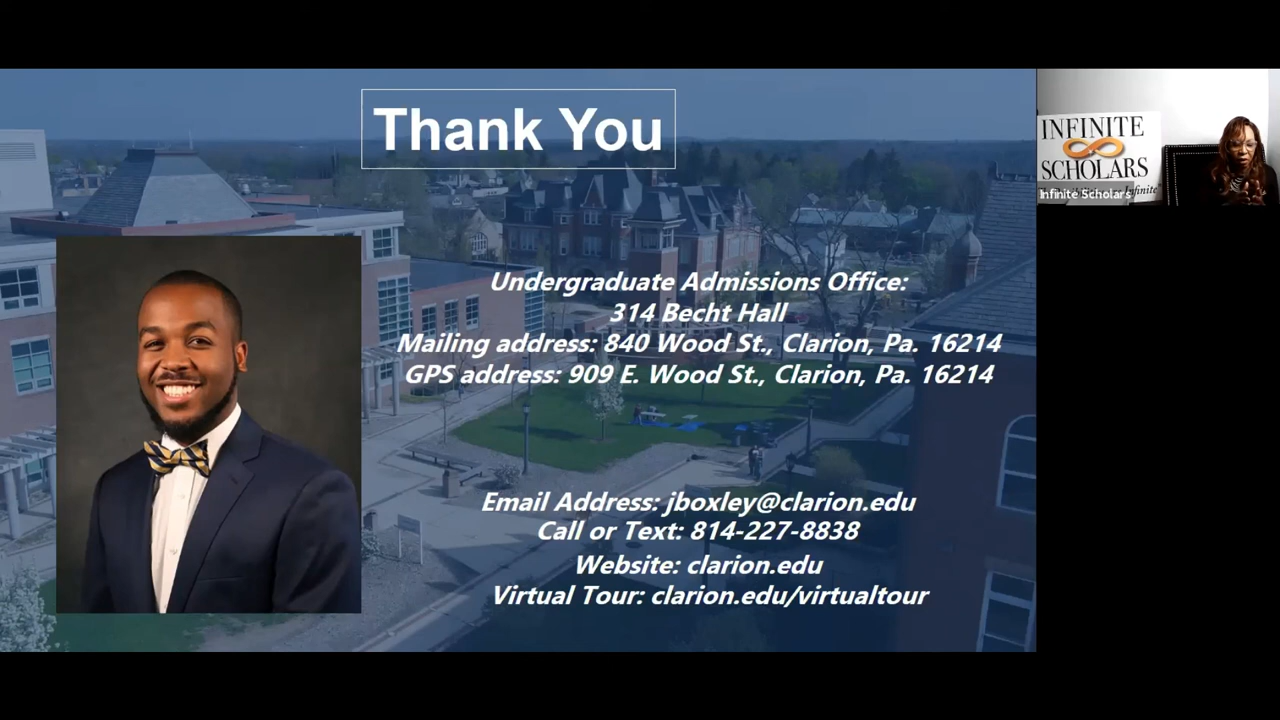 Thank You
Undergraduate Admissions Office:
314 Becht Hall
Mailing address: 840 Wood St., Clarion, Pa. 16214
GPS address: 909 E. Wood St., Clarion, Pa. 16214
Email Address: jboxley@clarion.edu
Call or Text: 814-227-8838
Website: clarion.edu
Virtual Tour: clarion.edu/virtualtour
INFINITE
SCHOLARS
Infinite Scholars